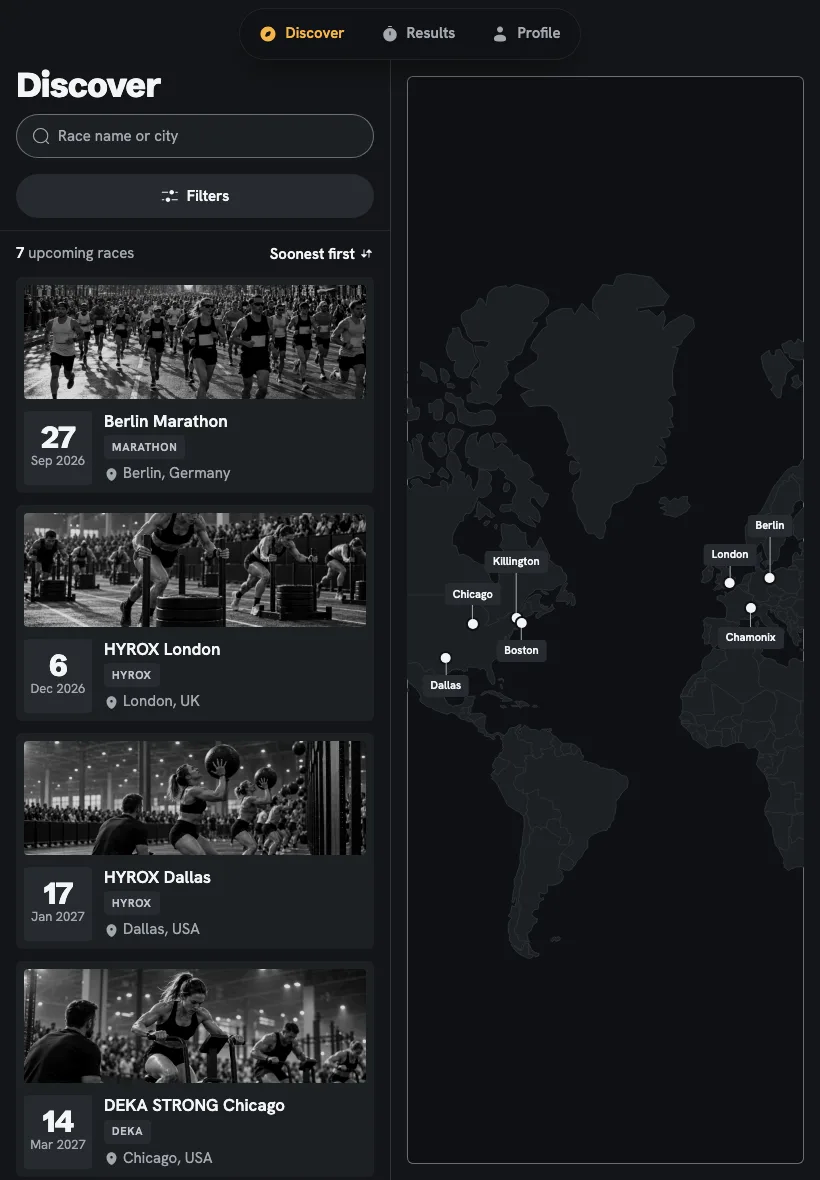 Discover
Results
Profile
Discover
Race name or city
Filters
7 upcoming races
Soonest first
27
Sep 2026
Berlin Marathon
MARATHON
Berlin, Germany
6
Dec 2026
HYROX London
HYROX
London, UK
17
Jan 2027
HYROX Dallas
HYROX
Dallas, USA
14
Mar 2027
DEKA STRONG Chicago
DEKA
Chicago, USA
Berlin
London
Killington
Chicago
Chamonix
Boston
Dallas